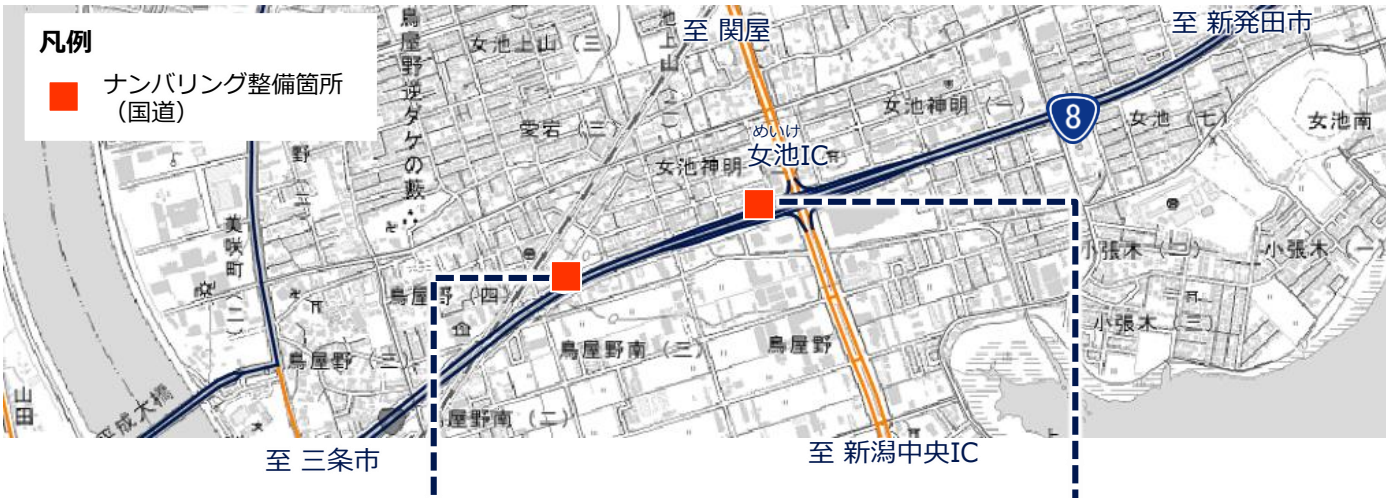 凡例
ナンバリング整備箇所
（国道）
至 関屋
至 新発田市
鳥屋野逆ダケの藪
女池上山（三）
池上山（二）
愛宕（三）
女池神明（一）
8
女池（七）
女池南
めいけ
女池IC
女池神明
野（二）
美咲町（二）
鳥屋野（四）
鳥屋野（三）
鳥屋野南（三）
鳥屋野
小張木（二）
小張木（一）
小張木（三）
平成大橋
山田
屋野南（二）
至 三条市
至 新潟中央IC